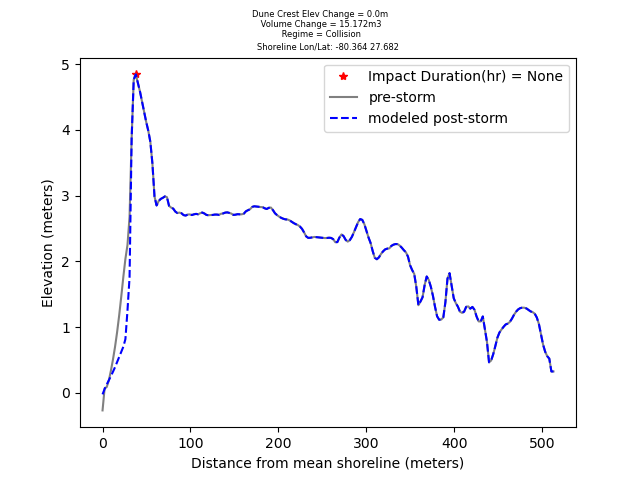 Dune Crest Elev Change = 0.0m
Volume Change = 15.172m3
Regime = Collision
Shoreline Lon/Lat: -80.364 27.682
Impact Duration(hr) = None
pre-storm
modeled post-storm
Elevation (meters)
5
4
3
2
1
0
0 100 200 300 400 500
Distance from mean shoreline (meters)